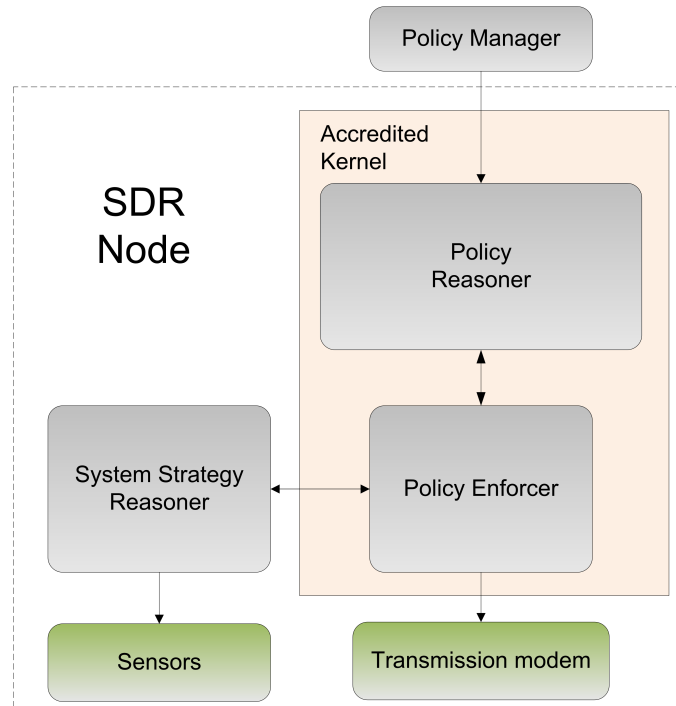 Policy Manager
Accredited
Kernel
SDR
Node
Policy
Reasoner
System Strategy
Reasoner
Policy Enforcer
Sensors
Transmission modem